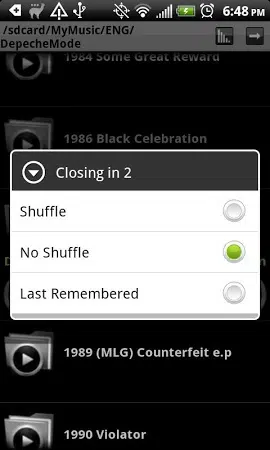 6:48 PM
/sdcard/MyMusic/ENG/
DepecheMode
1984 Some Great Reward
1986 Black Celebration
Closing in 2
Shuffle
No Shuffle
Last Remembered
1989 (MLG) Counterfeit e.p
1990 Violator